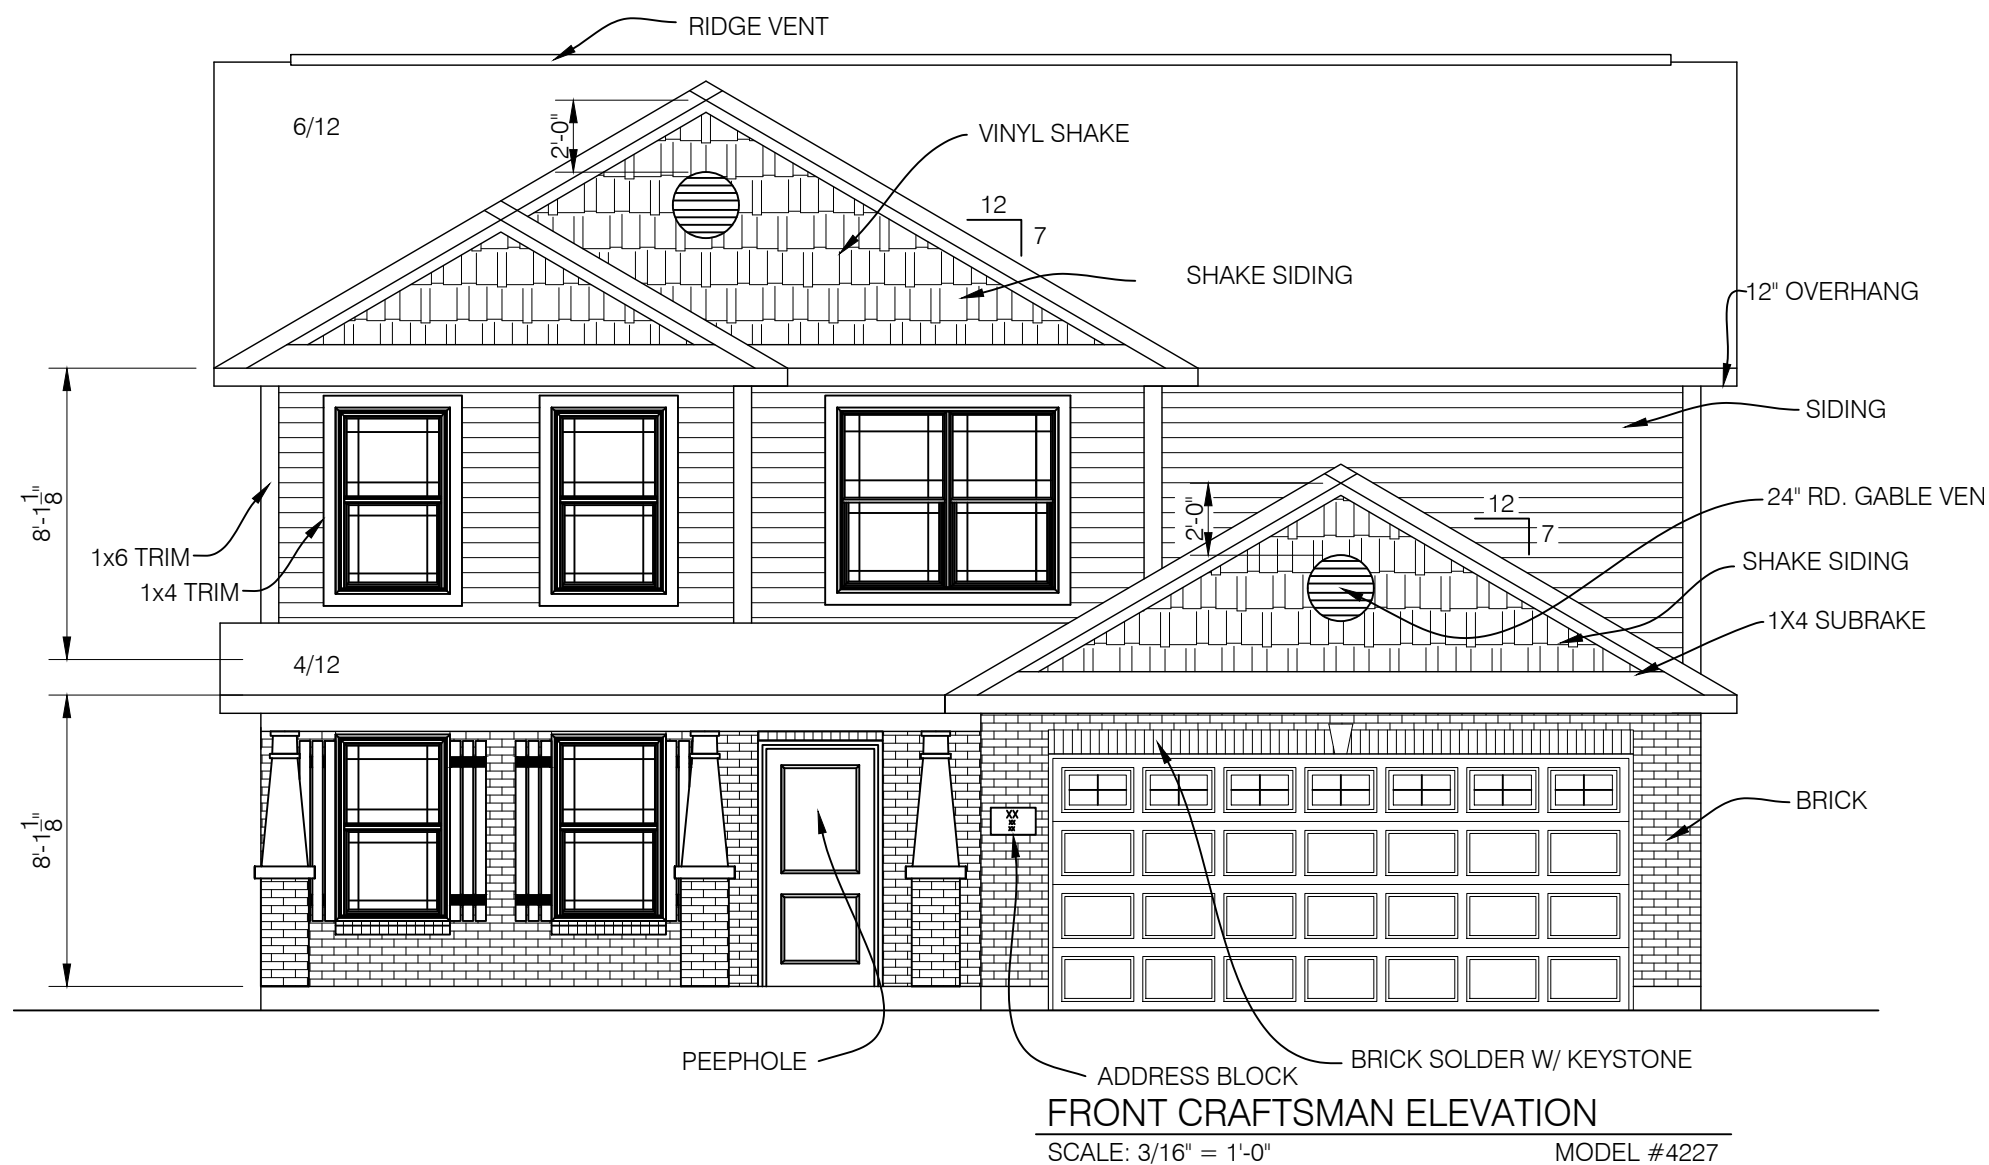 RIDGE VENT
6/12
2'-0"
VINYL SHAKE
12
7
SHAKE SIDING
12" OVERHANG
SIDING
8'-1 1/8"
12
7
2'-0"
24" RD. GABLE VEN
1x6 TRIM
1x4 TRIM
SHAKE SIDING
1X4 SUBRAKE
4/12
8'-1 1/8"
XX
xx
xx
BRICK
PEEPHOLE
ADDRESS BLOCK
BRICK SOLDER W/ KEYSTONE
FRONT CRAFTSMAN ELEVATION
SCALE: 3/16" = 1'-0" MODEL #4227